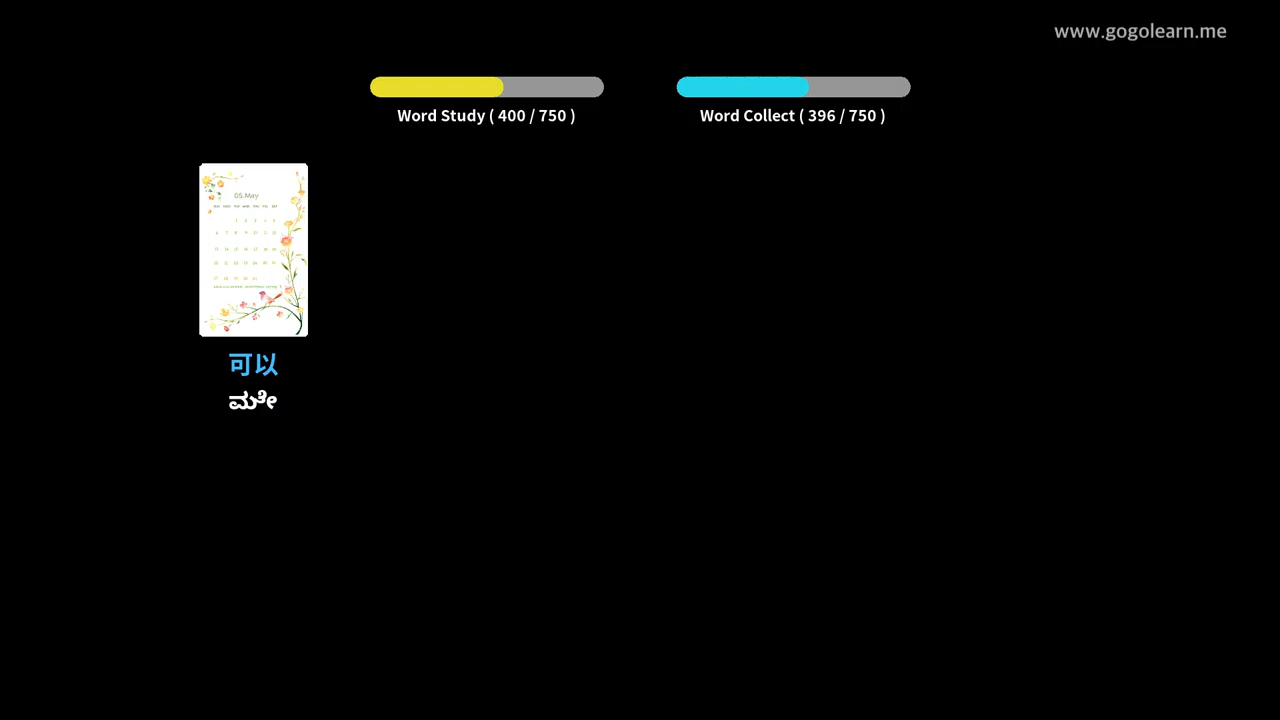 www.gogolearn.me
Word Study ( 400 / 750 )
Word Collect ( 396 / 750 )
05.May
可以
ಮೇ